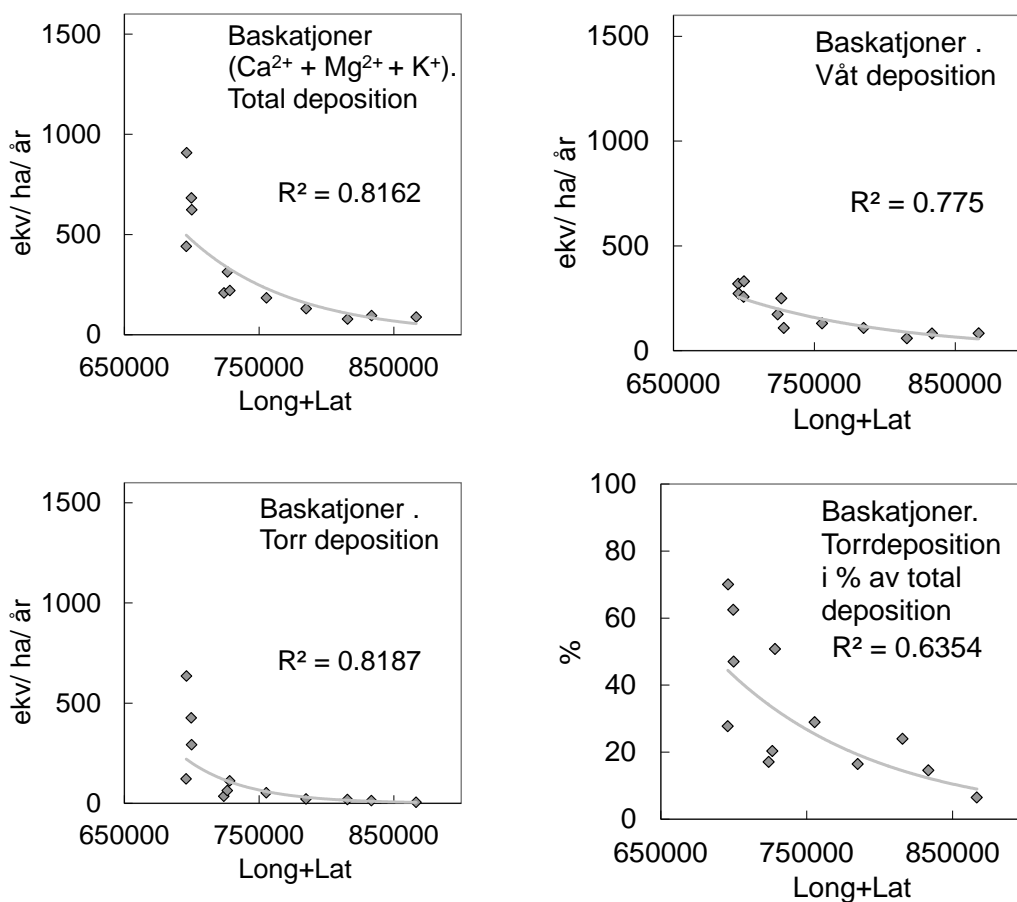 Baskatjoner
(Ca²⁺ + Mg²⁺ + K⁺).
Total deposition
R² = 0.8162
1500
1000
500
0
ekv/ ha/ år
650000 750000 850000
Long+Lat
Baskatjoner .
Våt deposition
R² = 0.775
1500
1000
500
0
ekv/ ha/ år
650000 750000 850000
Long+Lat
Baskatjoner .
Torr deposition
R² = 0.8187
1500
1000
500
0
ekv/ ha/ år
650000 750000 850000
Long+Lat
Baskatjoner.
Torrdeposition
i % av total
deposition
R² = 0.6354
100
80
60
40
20
0
%
650000 750000 850000
Long+Lat